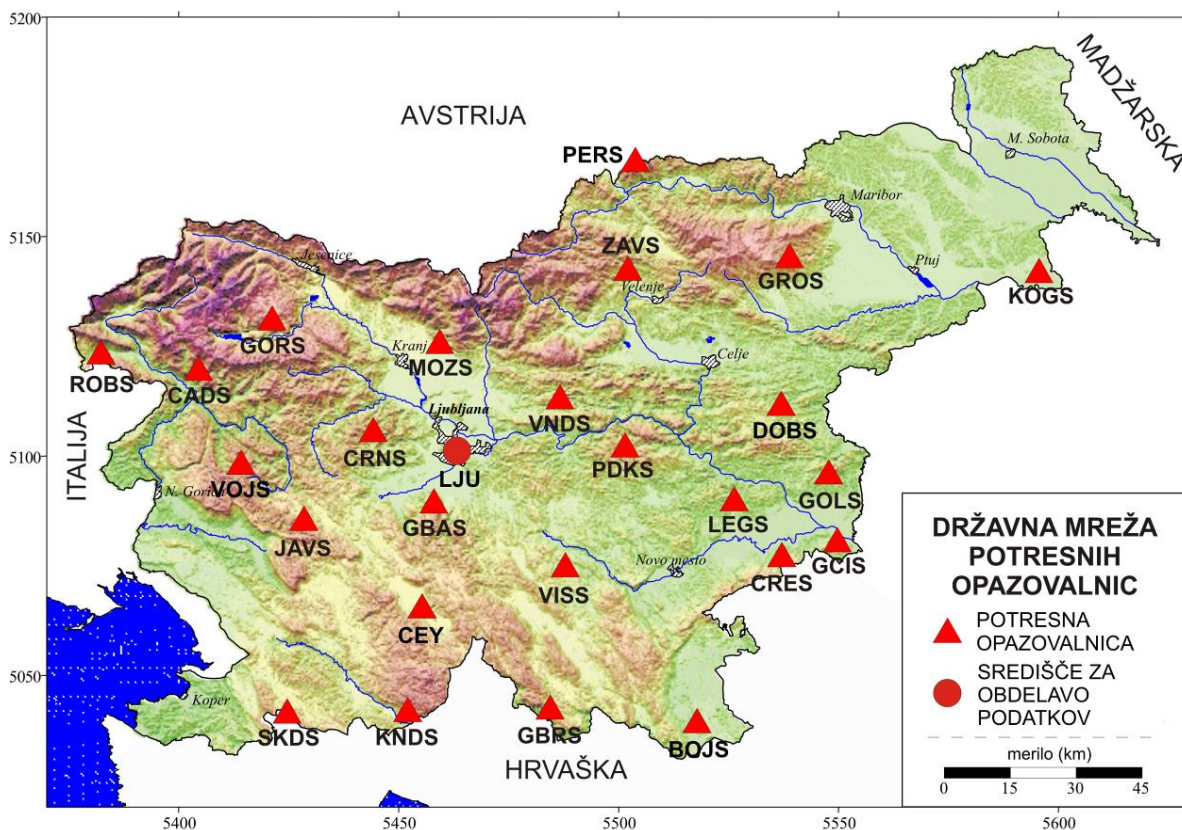 5200
MADŽARSKA
AVSTRIJA
M. Sobota
PERS
Maribor
5150
ZAVS
Jesenice
GROS
Ptuj
Velenje
KOGS
GORS
Kranj
MOZS
Celje
ROBS
CADS
Ljubljana
VNDS
DOBS
ITALIJA
CRNS
5100
LJU
PDKS
VOJS
GOLS
N. Gorica
GBAS
LEGS
JAVS
Novo mesto
GCIS
CRES
VISS
CEY
5050
Koper
SKDS
KNDS
GBRS
BOJS
HRVAŠKA
DRŽAVNA MREŽA
POTRESNIH
OPAZOVALNIC
POTRESNA
OPAZOVALNICA
SREDIŠČE ZA
OBDELAVO
PODATKOV
merilo (km)
0 15 30 45
5400 5450 5500 5550 5600